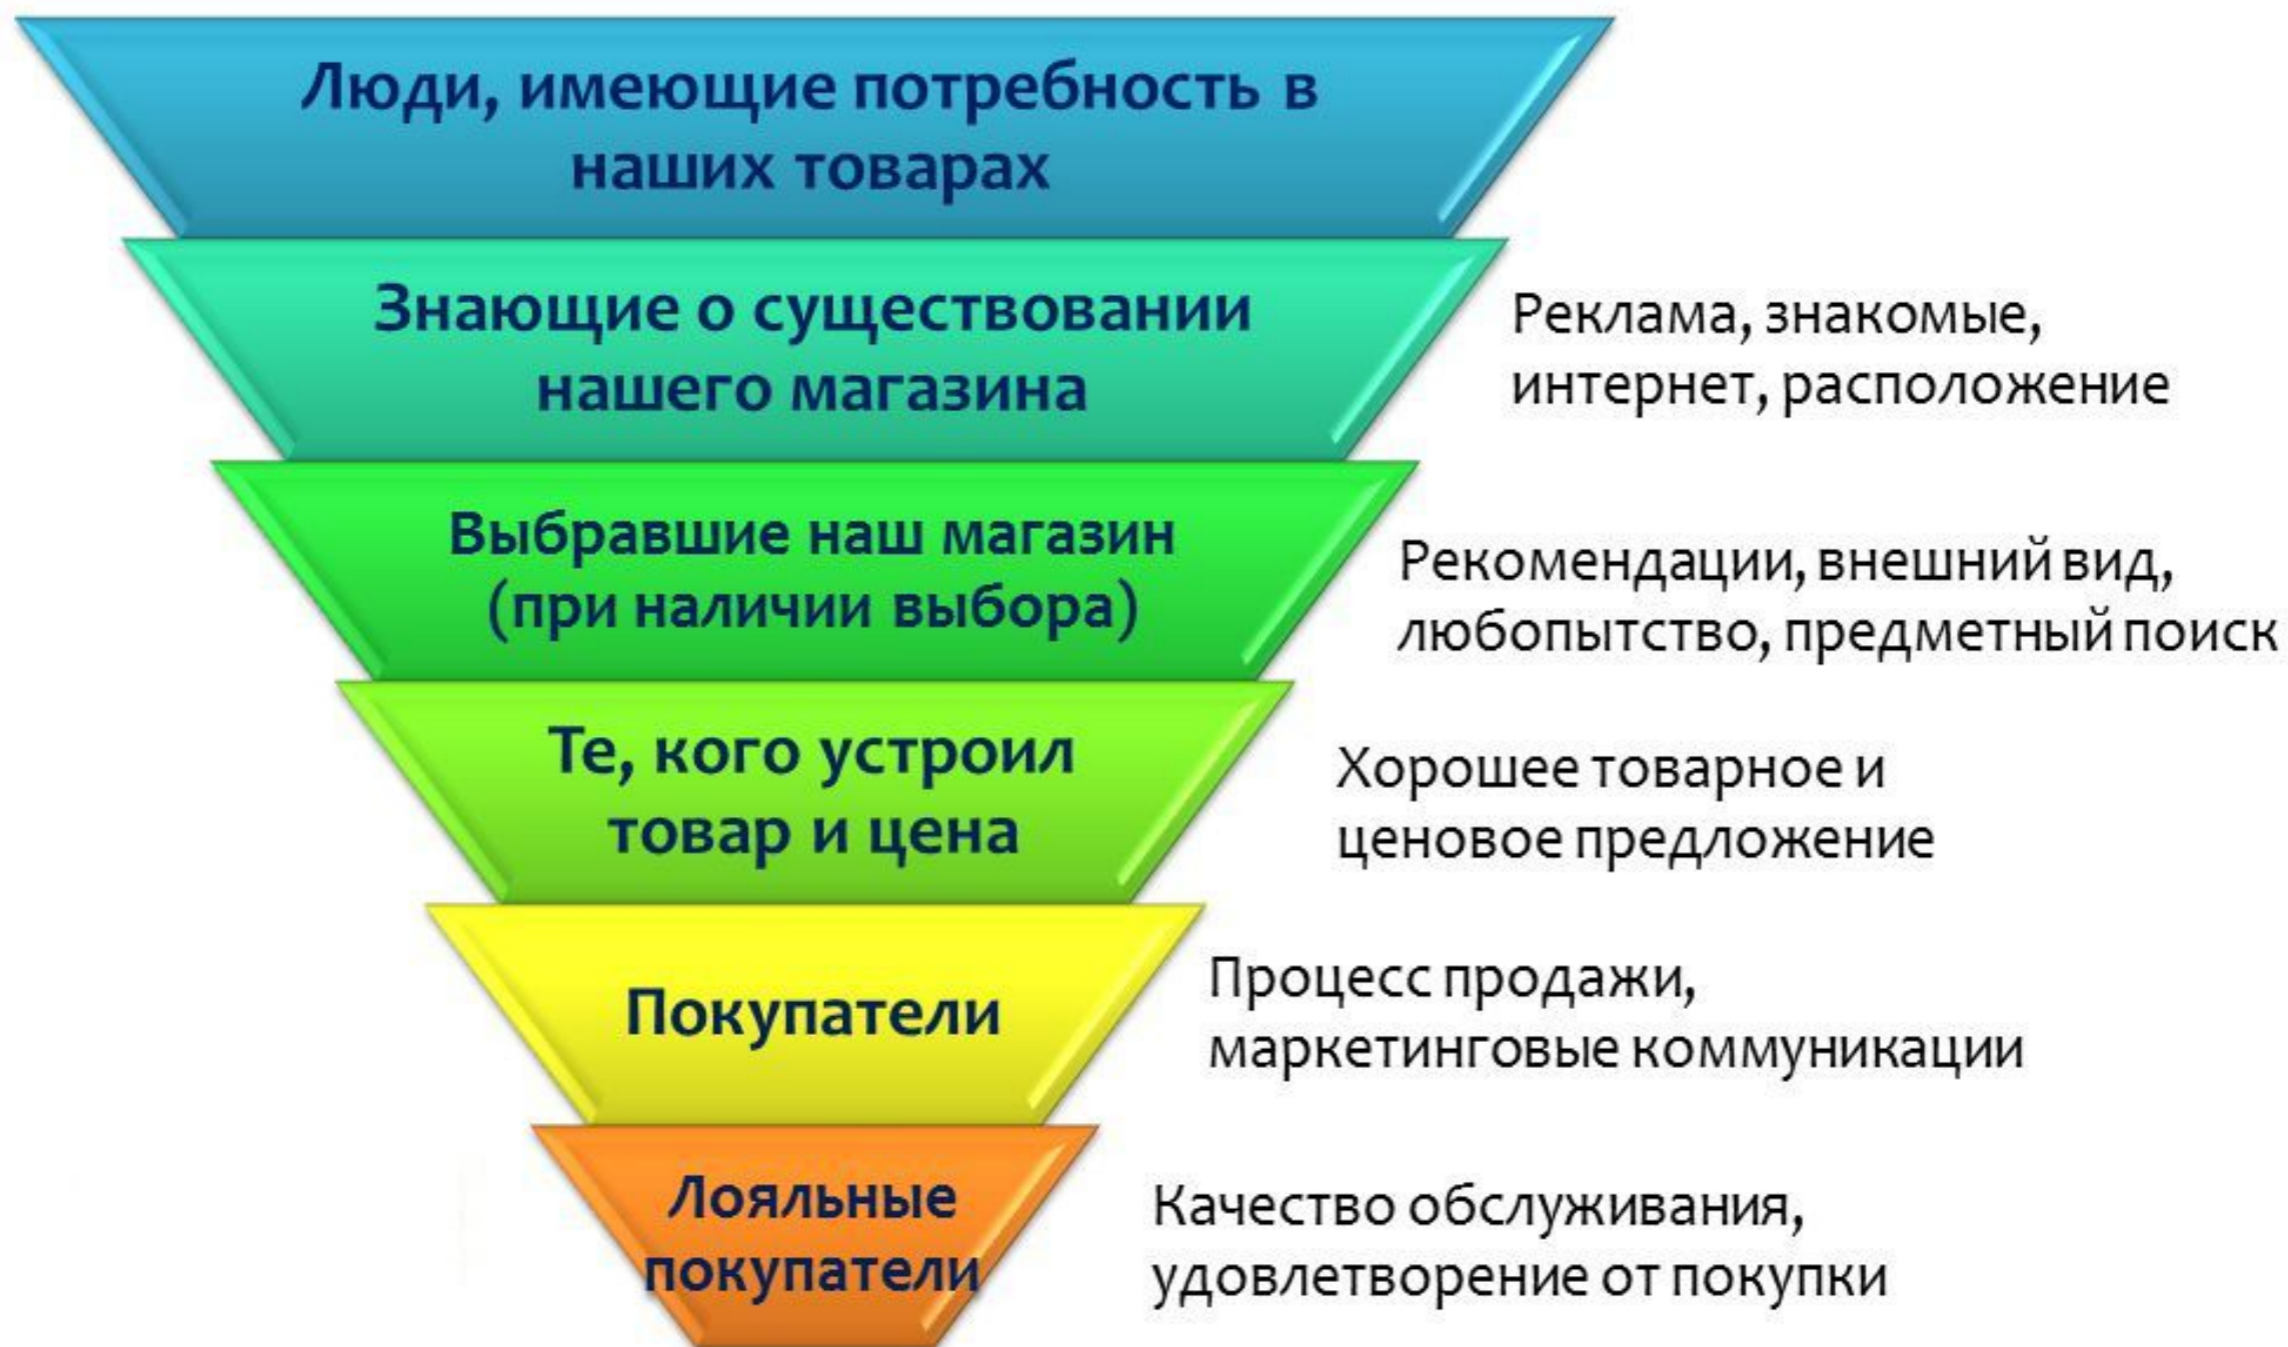 Люди, имеющие потребность в
наших товарах
Знающие о существовании
нашего магазина
Реклама, знакомые,
интернет, расположение
Выбравшие наш магазин
(при наличии выбора)
Рекомендации, внешний вид,
любопытство, предметный поиск
Те, кого устроил
товар и цена
Хорошее товарное и
ценовое предложение
Покупатели
Процесс продажи,
маркетинговые коммуникации
Лояльные
покупатели
Качество обслуживания,
удовлетворение от покупки